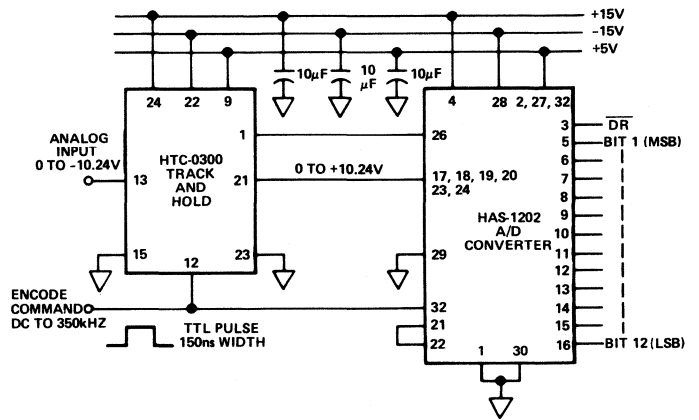 +15V
−15V
+5V
10μF
10
μF
10μF
24
22
9
4
28
2, 27, 32
3
DR
1
26
5
BIT 1 (MSB)
ANALOG
INPUT
0 TO −10.24V
HTC-0300
TRACK
AND
HOLD
6
13
21
0 TO +10.24V
17, 18, 19, 20
23, 24
7
8
HAS-1202
A/D
CONVERTER
9
10
15
12
23
29
11
12
13
ENCODE
COMMAND
DC TO 350kHZ
32
14
TTL PULSE
150ns WIDTH
21
15
22
16
BIT 12 (LSB)
1
30